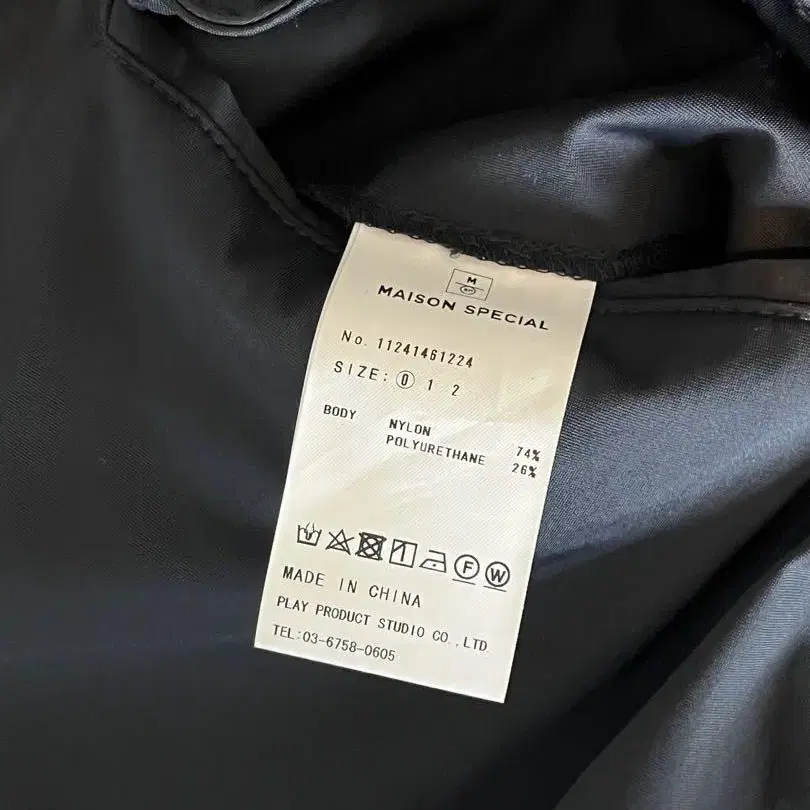 M
MAISON SPECIAL
No. 11241461224
SIZE: ⓪ 1 2
BODY NYLON 74%
POLYURETHANE 26%
Ⓕ Ⓦ
MADE IN CHINA
PLAY PRODUCT STUDIO CO.,LTD.
TEL:03-6758-0605